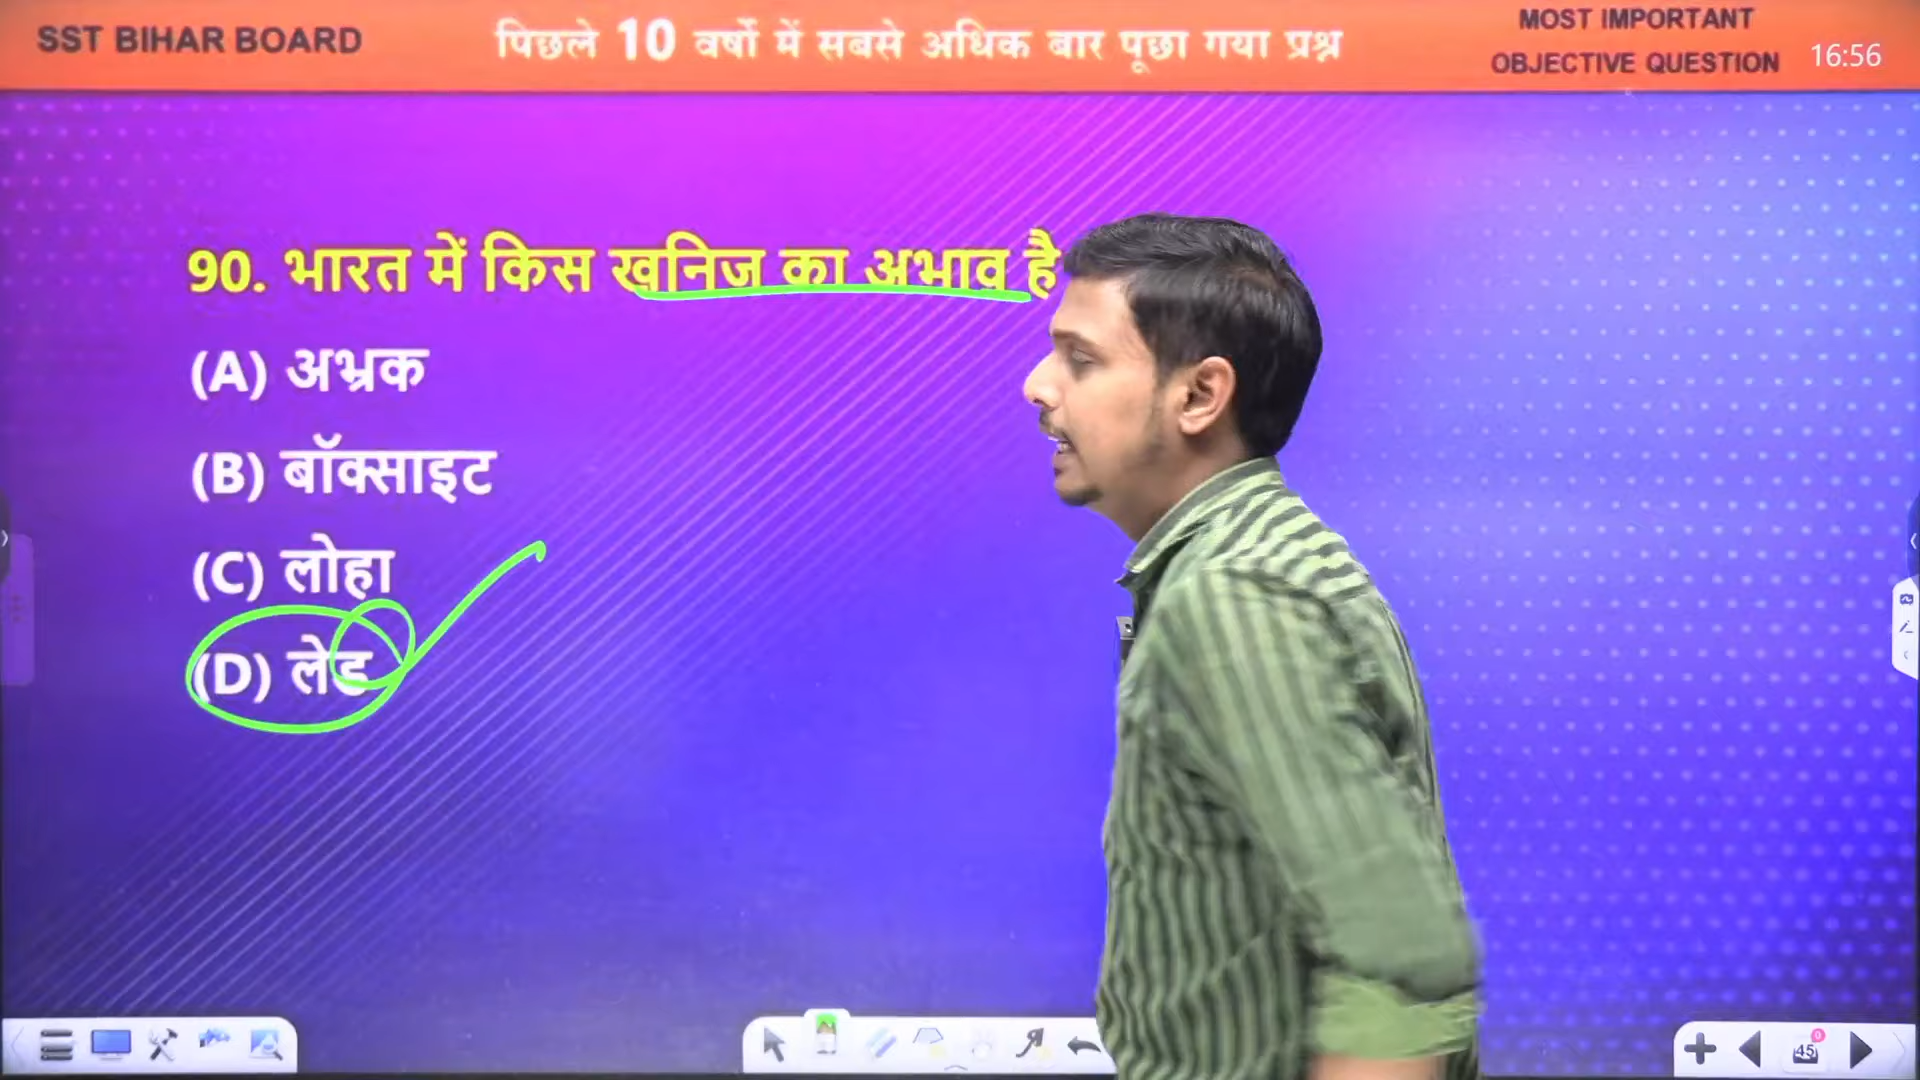 SST BIHAR BOARD
पिछले 10 वर्षो में सबसे अधिक बार पूछा गया प्रश्न
MOST IMPORTANT
OBJECTIVE QUESTION
16:56
90. भारत में किस खनिज का अभाव है
(A) अभ्रक
(B) बॉक्साइट
(C) लोहा
(D) लेड
45
0